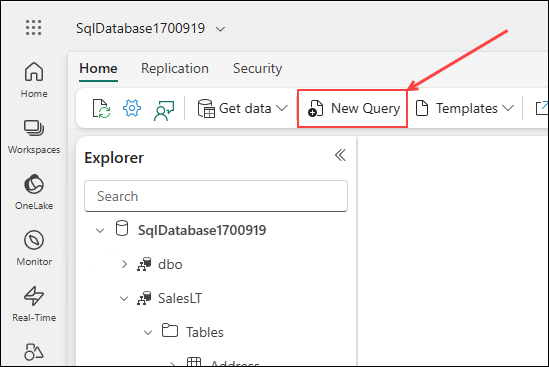 SqlDatabase1700919
Home Replication Security
Get data New Query Templates
Home
Workspaces
OneLake
Monitor
Real-Time
Explorer
Search
SqlDatabase1700919
dbo
SalesLT
Tables
Address